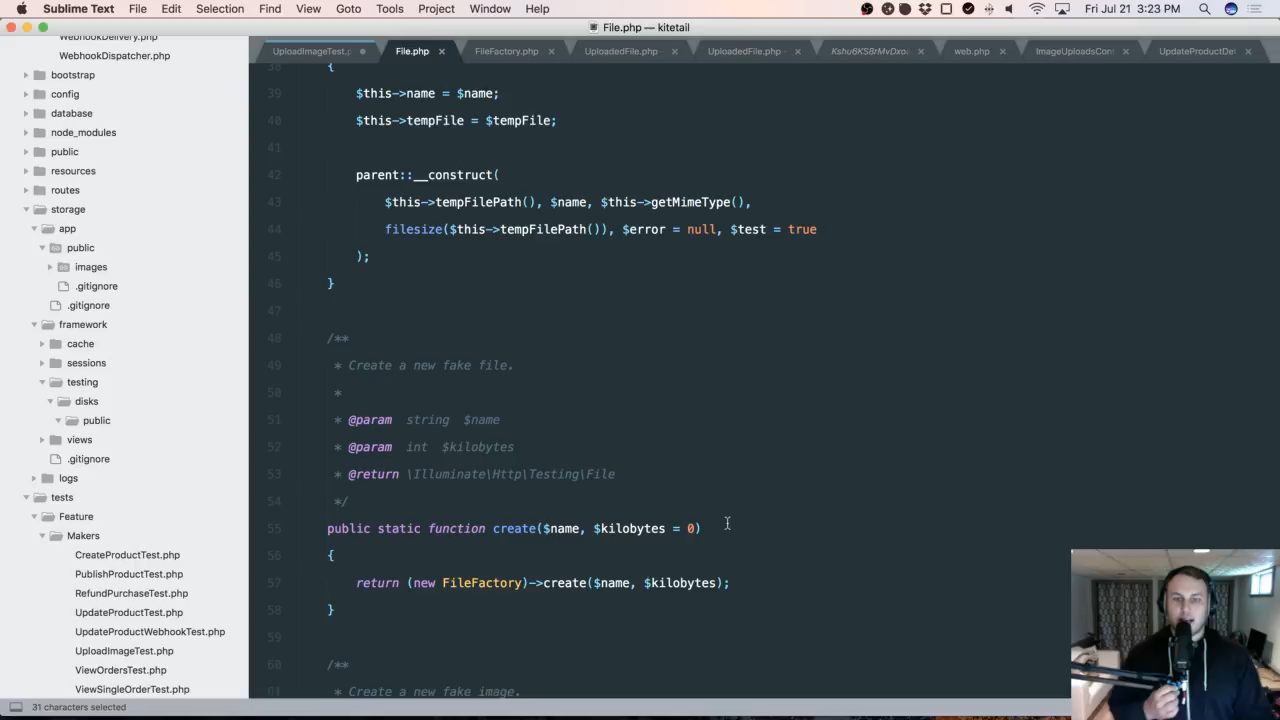 Sublime Text File Edit Selection Find View Goto Tools Project Window Help Fri Jul 21 3:23 PM
File.php — kitetail
UploadImageTest.p File.php FileFactory.php UploadedFile.php - UploadedFile.php - web.php ImageUploadsCont UpdateProductDet
WebhookDelivery.php
WebhookDispatcher.php
bootstrap
config
database
node_modules
public
resources
routes
storage
app
public
images
.gitignore
.gitignore
framework
cache
sessions
testing
disks
public
views
.gitignore
logs
tests
Feature
Makers
CreateProductTest.php
PublishProductTest.php
RefundPurchaseTest.php
UpdateProductTest.php
UpdateProductWebhookTest.php
UploadImageTest.php
ViewOrdersTest.php
ViewSingleOrderTest.php
38 {
39 $this->name = $name;
40 $this->tempFile = $tempFile;
41
42 parent::__construct(
43 $this->tempFilePath(), $name, $this->getMimeType(),
44 filesize($this->tempFilePath()), $error = null, $test = true
45 );
46 }
47
48 /**
49 * Create a new fake file.
50 *
51 * @param string $name
52 * @param int $kilobytes
53 * @return \Illuminate\Http\Testing\File
54 */
55 public static function create($name, $kilobytes = 0)
56 {
57 return (new FileFactory)->create($name, $kilobytes);
58 }
59
60 /**
61 * Create a new fake image.
31 characters selected